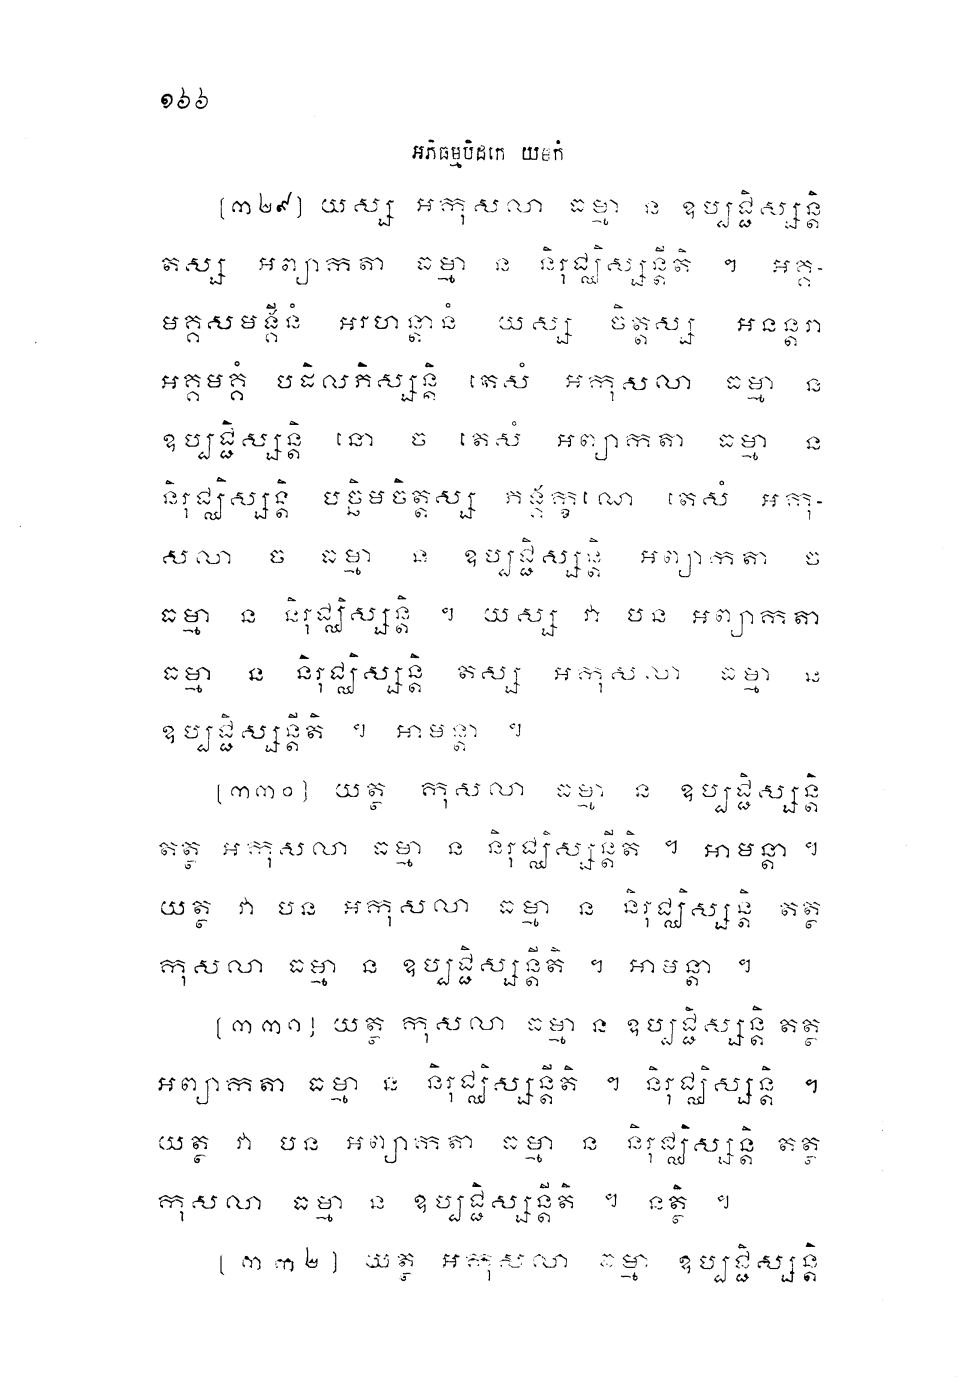 ១៦៦
អភិធម្មបិដកេ យមកំ
[៣២៩] យស្ស អកុសលា ធម្មា ន ឧប្បជ្ជិស្សន្តិ
តស្ស អព្យាកតា ធម្មា ន និរុជ្ឈិស្សន្តីតិ ។ អគ្គ-
មគ្គសមង្គីនំ អរហន្តានំ យស្ស ចិត្តស្ស អនន្តរា
អគ្គមគ្គំ បដិលភិស្សន្តិ តេសំ អកុសលា ធម្មា ន
ឧប្បជ្ជិស្សន្តិ នោ ច តេសំ អព្យាកតា ធម្មា ន
និរុជ្ឈិស្សន្តិ បច្ឆិមចិត្តស្ស ភង្គក្ខណេ តេសំ អកុ-
សលា ច ធម្មា ន ឧប្បជ្ជិស្សន្តិ អព្យាកតា ច
ធម្មា ន និរុជ្ឈិស្សន្តិ ។ យស្ស វា បន អព្យាកតា
ធម្មា ន និរុជ្ឈិស្សន្តិ តស្ស អកុសលា ធម្មា ន
ឧប្បជ្ជិស្សន្តីតិ ។ អាមន្តា ។
[៣៣០] យត្ថ កុសលា ធម្មា ន ឧប្បជ្ជិស្សន្តិ
តត្ថ អកុសលា ធម្មា ន និរុជ្ឈិស្សន្តីតិ ។ អាមន្តា ។
យត្ថ វា បន អកុសលា ធម្មា ន និរុជ្ឈិស្សន្តិ តត្ថ
កុសលា ធម្មា ន ឧប្បជ្ជិស្សន្តីតិ ។ អាមន្តា ។
[៣៣១] យត្ថ កុសលា ធម្មា ន ឧប្បជ្ជិស្សន្តិ តត្ថ
អព្យាកតា ធម្មា ន និរុជ្ឈិស្សន្តីតិ ។ និរុជ្ឈិស្សន្តិ ។
យត្ថ វា បន អព្យាកតា ធម្មា ន និរុជ្ឈិស្សន្តិ តត្ថ
កុសលា ធម្មា ន ឧប្បជ្ជិស្សន្តីតិ ។ នត្ថិ ។
[៣៣២] យត្ថ អកុសលា ធម្មា ឧប្បជ្ជិស្សន្តិ